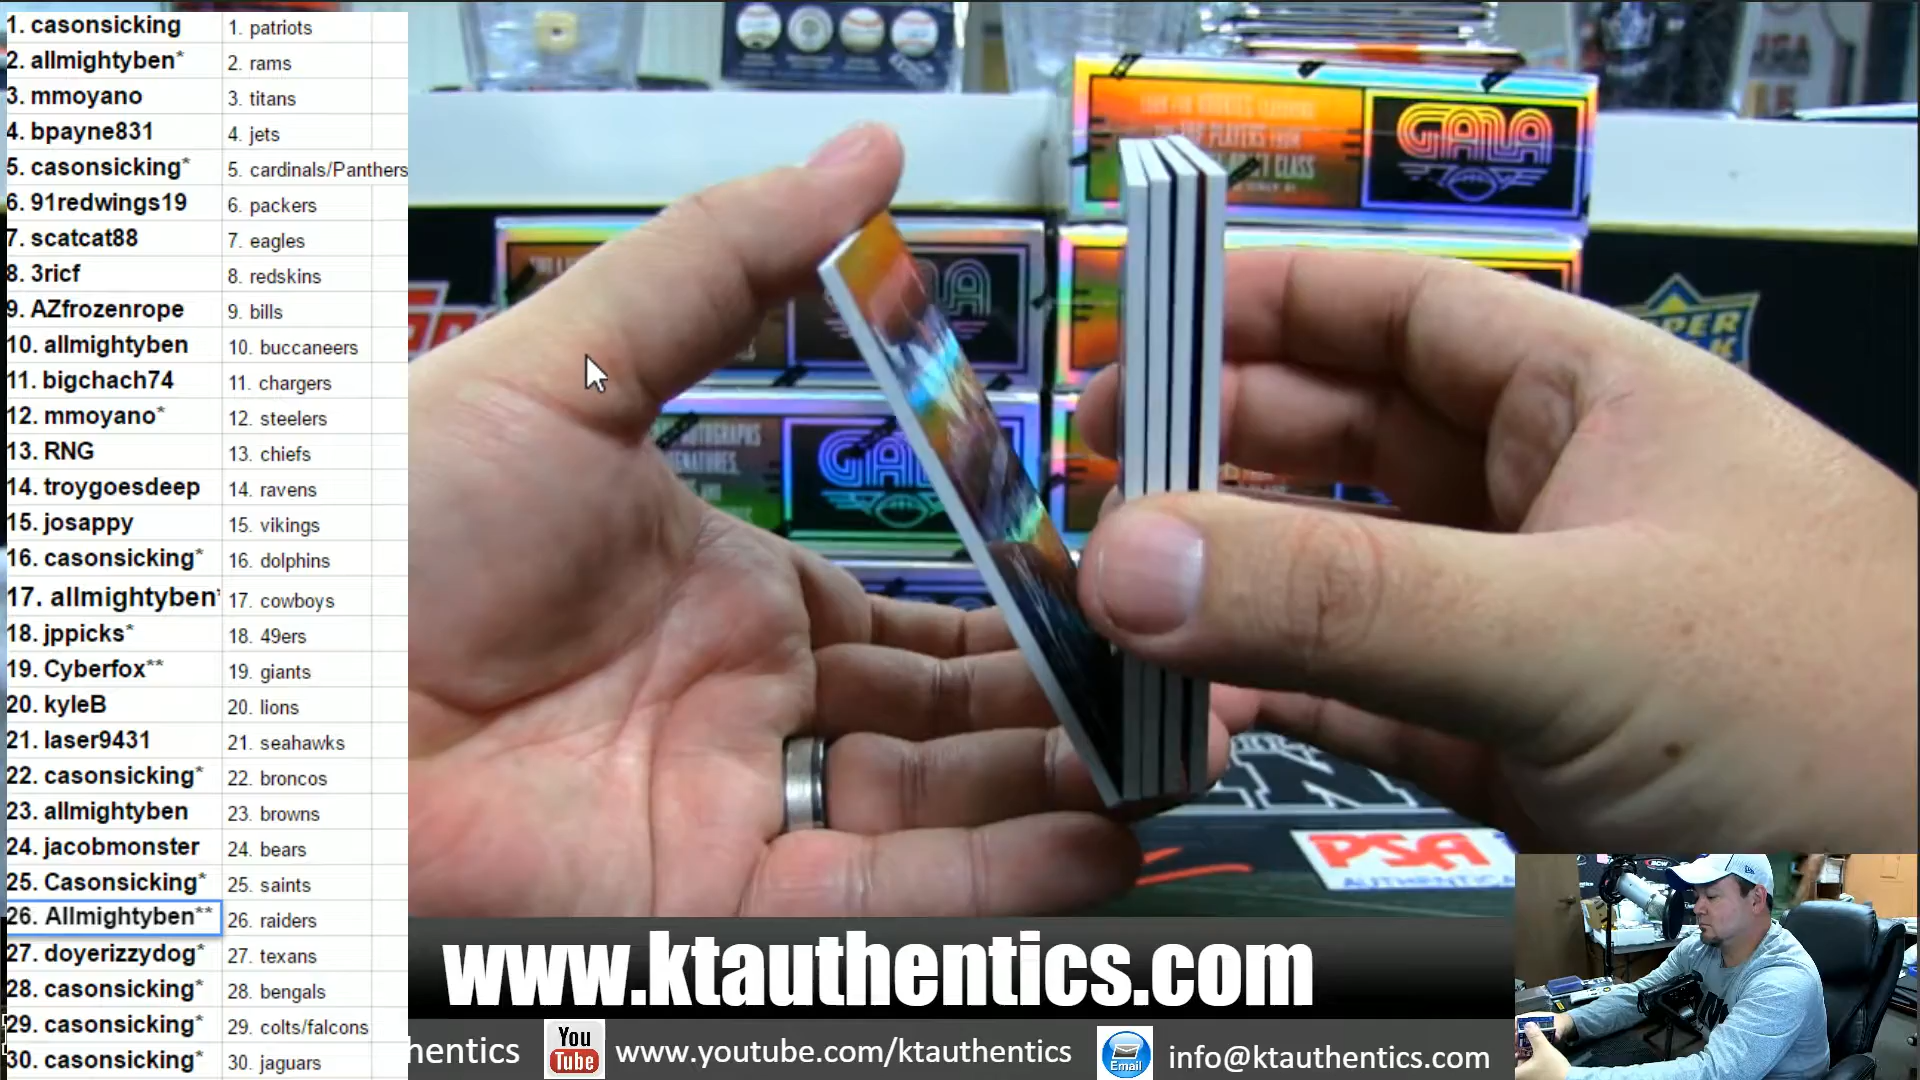 1. casonsicking 1. patriots
2. allmightyben* 2. rams
3. mmoyano 3. titans
4. bpayne831 4. jets
5. casonsicking* 5. cardinals/Panthers
6. 91redwings19 6. packers
7. scatcat88 7. eagles
8. 3ricf 8. redskins
9. AZfrozenrope 9. bills
10. allmightyben 10. buccaneers
11. bigchach74 11. chargers
12. mmoyano* 12. steelers
13. RNG 13. chiefs
14. troygoesdeep 14. ravens
15. josappy 15. vikings
16. casonsicking* 16. dolphins
17. allmightyben* 17. cowboys
18. jppicks* 18. 49ers
19. Cyberfox** 19. giants
20. kyleB 20. lions
21. laser9431 21. seahawks
22. casonsicking* 22. broncos
23. allmightyben 23. browns
24. jacobmonster 24. bears
25. Casonsicking* 25. saints
26. Allmightyben** 26. raiders
27. doyerizzydog* 27. texans
28. casonsicking* 28. bengals
29. casonsicking* 29. colts/falcons
30. casonsicking* 30. jaguars
PLAYERS FROM
CLASS
GALA
AUTOGRAPHS
GALA
PSA
www.ktauthentics.com
hentics You Tube www.youtube.com/ktauthentics Email info@ktauthentics.com